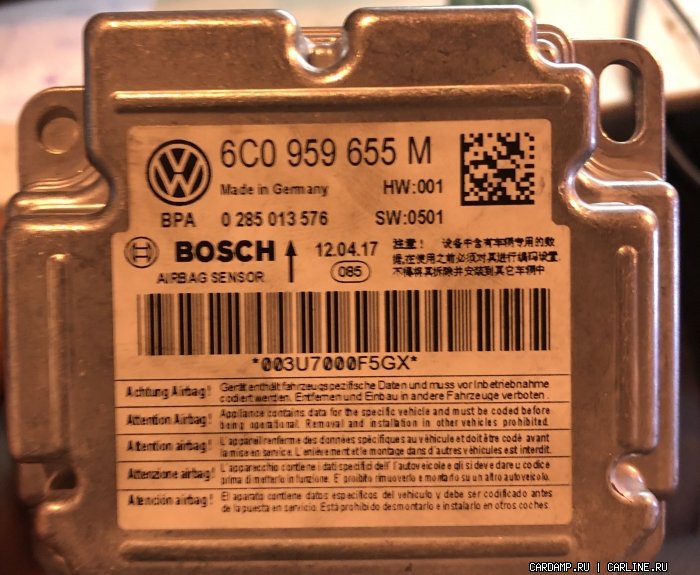 6C0 959 655 M
Made in Germany HW:001
BPA 0 285 013 576 SW:0501
BOSCH 12.04.17
AIRBAG SENSOR 085
注意! 设备中含有车辆专用的数
据,在使用之前必须对其进行编码设置.
不得将其拆除并安装到其它车辆中
*003U7000F5GX*
Achtung Airbag! Gerät enthält fahrzeugspezifische Daten und muss vor Inbetriebnahme
codiert werden. Entfernen und Einbau in andere Fahrzeuge verboten.
Attention Airbag! Appliance contains data for the specific vehicle and must be coded before
being operational. Removal and installation in other vehicles prohibited.
Attention airbag! L'appareil renferme des données spécifiques au véhicule et doit être codé avant
la mise en service. L'enièvement le montage dans d'autres véhicules est interdit.
Attenzione airbag! L'apparecchio contiene i dati specifici dell'autoveicolo e gli si deve dare u codice
prima di metterlo in funzione. E proibito rimuoverlo e montarlo su un altro autoveicolo.
Atención airbag! El aparato contiene datos específicos del vehículo y debe ser codificado antes
de la puesta en servicio. Está prohibido desmontarlo e instalarlo en otros coches.
CARDAMP.RU | CARLINE.RU